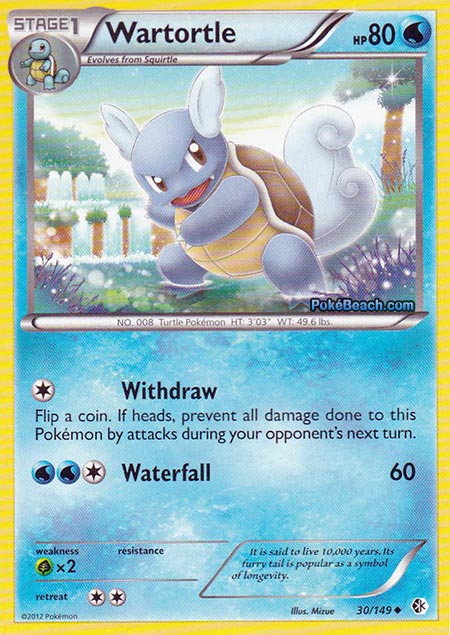 STAGE1
Wartortle
HP80
Evolves from Squirtle
PokéBeach.com
NO. 008 Turtle Pokémon HT: 3'03" WT: 49.6 lbs.
Withdraw
Flip a coin. If heads, prevent all damage done to this
Pokémon by attacks during your opponent's next turn.
Waterfall 60
weakness resistance
×2
retreat
It is said to live 10,000 years. Its
furry tail is popular as a symbol
of longevity.
©2012 Pokémon
Illus. Mizue
30/149